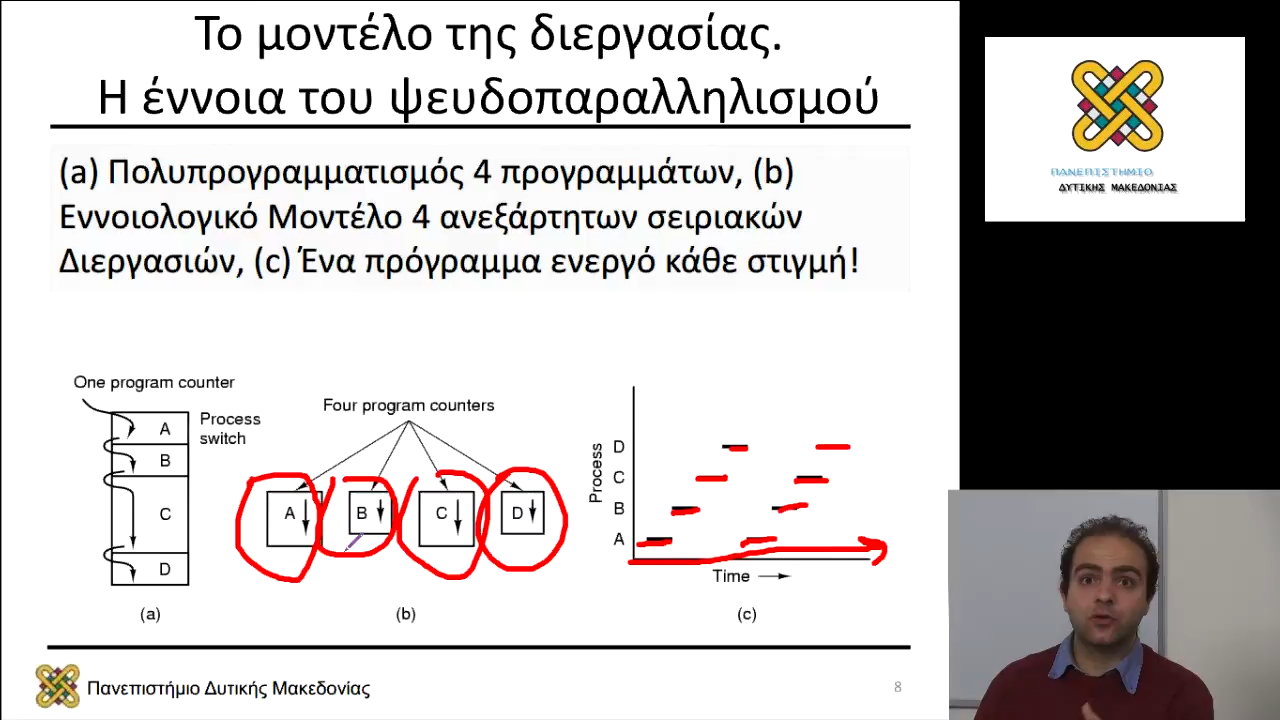 Το μοντέλο της διεργασίας.
Η έννοια του ψευδοπαραλληλισμού
(a) Πολυπρογραμματισμός 4 προγραμμάτων, (b)
Εννοιολογικό Μοντέλο 4 ανεξάρτητων σειριακών
Διεργασιών, (c) Ένα πρόγραμμα ενεργό κάθε στιγμή!
One program counter
Process
switch
A
B
C
D
(a)
Four program counters
A
B
C
D
(b)
Process
D
C
B
A
Time
(c)
Πανεπιστήμιο Δυτικής Μακεδονίας
8
ΠΑΝΕΠΙΣΤΗΜΙΟ
ΔΥΤΙΚΗΣ ΜΑΚΕΔΟΝΙΑΣ